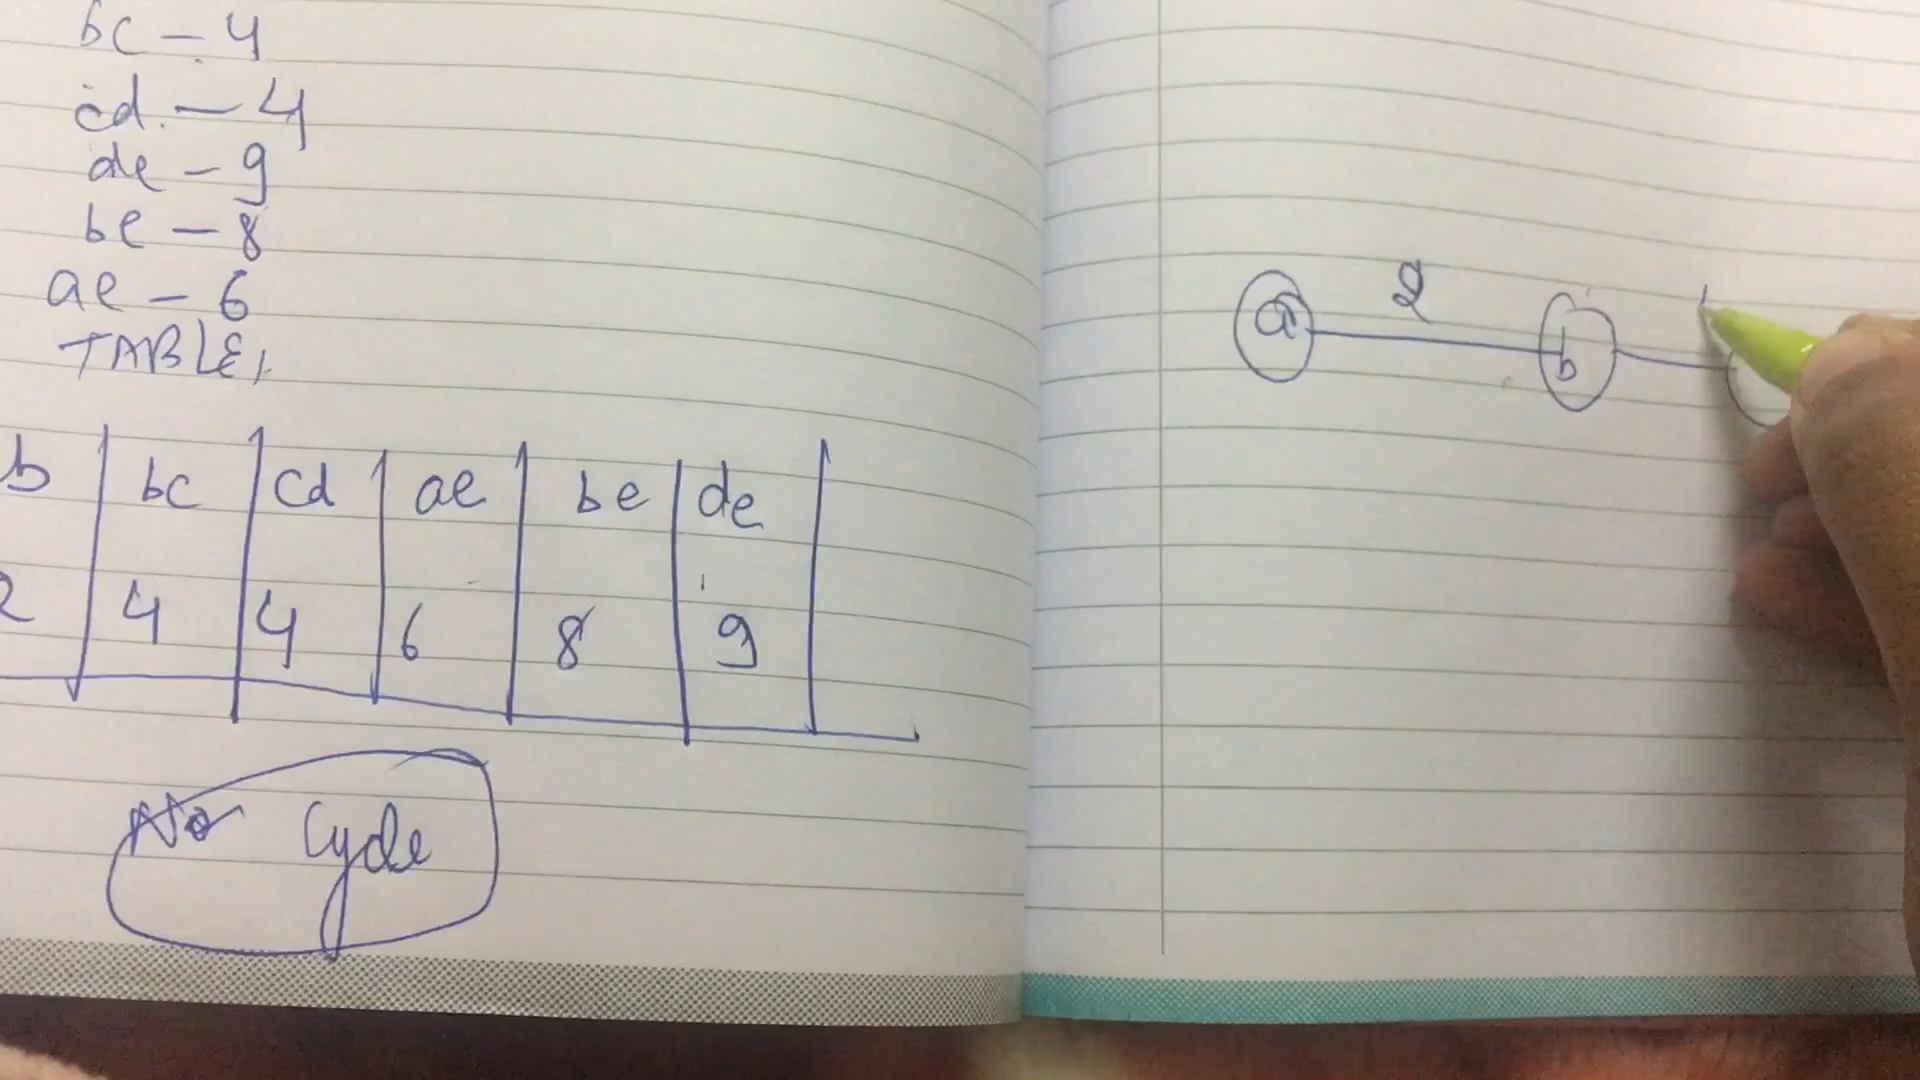 bc - 4
cd - 4
de - 9
be - 8
ae - 6
TABLE,
b bc cd ae be de
2 4 4 6 8 9
No Cycle
a 2 b